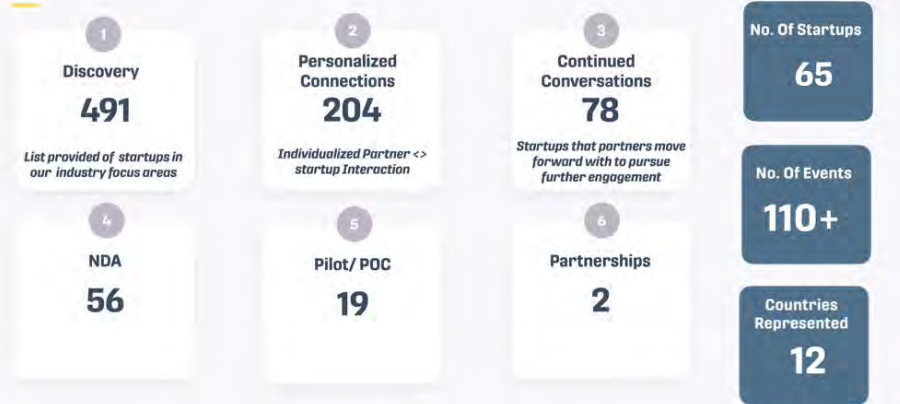 1
Discovery
491
List provided of startups in
our industry focus areas
2
Personalized
Connections
204
Individualized Partner <>
startup Interaction
3
Continued
Conversations
78
Startups that partners move
forward with to pursue
further engagement
4
NDA
56
5
Pilot/ POC
19
6
Partnerships
2
No. Of Startups
65
No. Of Events
110+
Countries
Represented
12